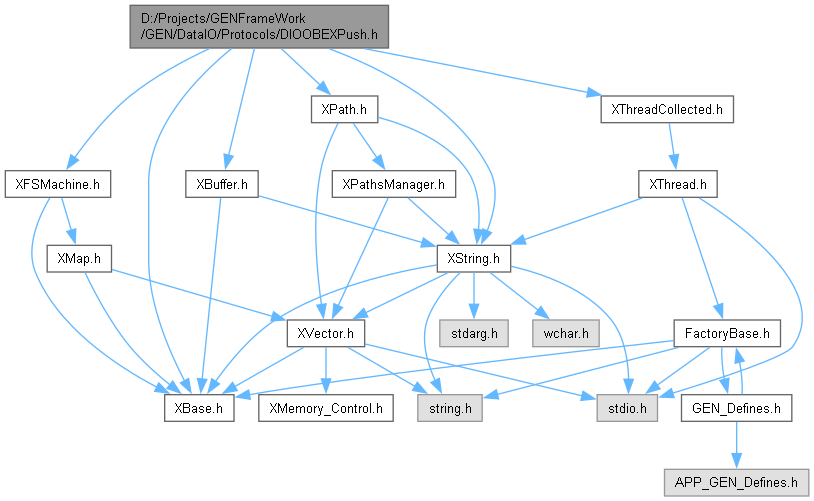 D:/Projects/GENFrameWork
/GEN/DataIO/Protocols/DIOOBEXPush.h
XPath.h
XThreadCollected.h
XFSMachine.h
XBuffer.h
XPathsManager.h
XThread.h
XMap.h
XString.h
XVector.h
stdarg.h
wchar.h
FactoryBase.h
XBase.h
XMemory_Control.h
string.h
stdio.h
GEN_Defines.h
APP_GEN_Defines.h